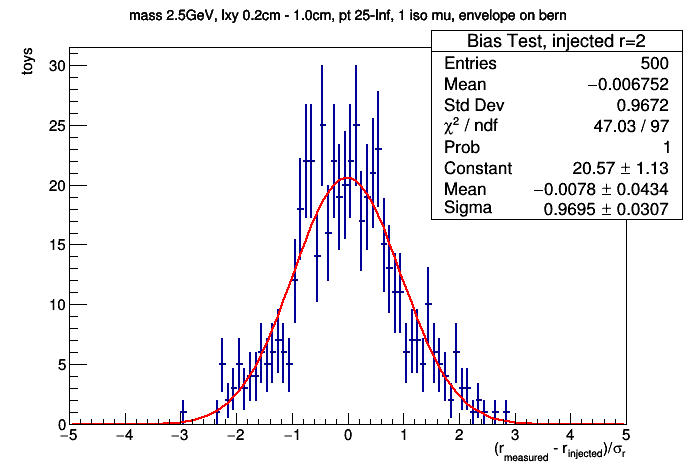 mass 2.5GeV, lxy 0.2cm - 1.0cm, pt 25-Inf, 1 iso mu, envelope on bern
toys
Bias Test, injected r=2
Entries 500
Mean −0.006752
Std Dev 0.9672
χ² / ndf 47.03 / 97
Prob 1
Constant 20.57 ± 1.13
Mean −0.0078 ± 0.0434
Sigma 0.9695 ± 0.0307
30
25
20
15
10
5
0
−5 −4 −3 −2 −1 0 1 2 3 4 5
(r_measured - r_injected)/σ_r